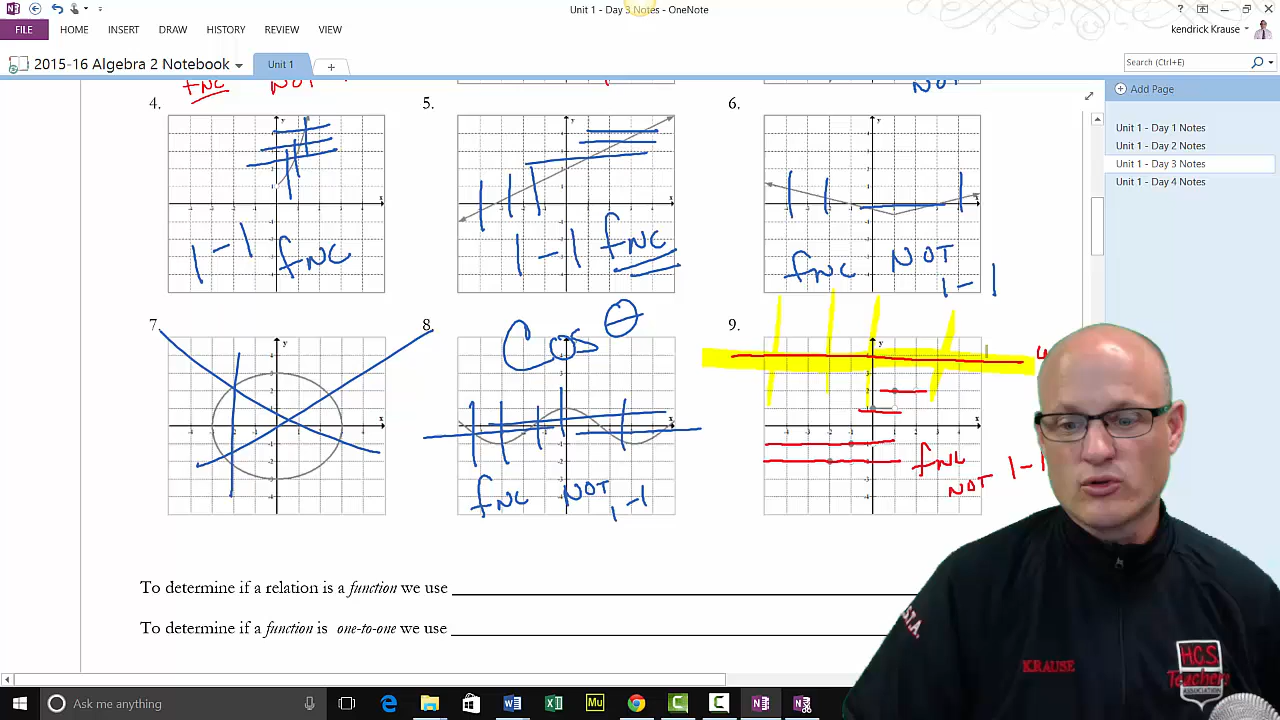 Unit 1 - Day 3 Notes - OneNote
FILE HOME INSERT DRAW HISTORY REVIEW VIEW
kendrick Krause
2015-16 Algebra 2 Notebook
Unit 1
Search (Ctrl+E)
Add Page
Unit 1 - Day 1 Notes
Unit 1 - Day 2 Notes
Unit 1 - Day 3 Notes
Unit 1 - Day 4 Notes
fNC NOT
NOT
4.
5.
6.
1-1 fNC
1-1 fNC
fNC NOT
1-1
7.
8.
9.
Cos θ
fNC NOT
1-1
fNC
NOT 1-1
To determine if a relation is a function we use
To determine if a function is one-to-one we use
KRAUSE
H.C.S.
Teachers
ASSOCIATION
Ask me anything